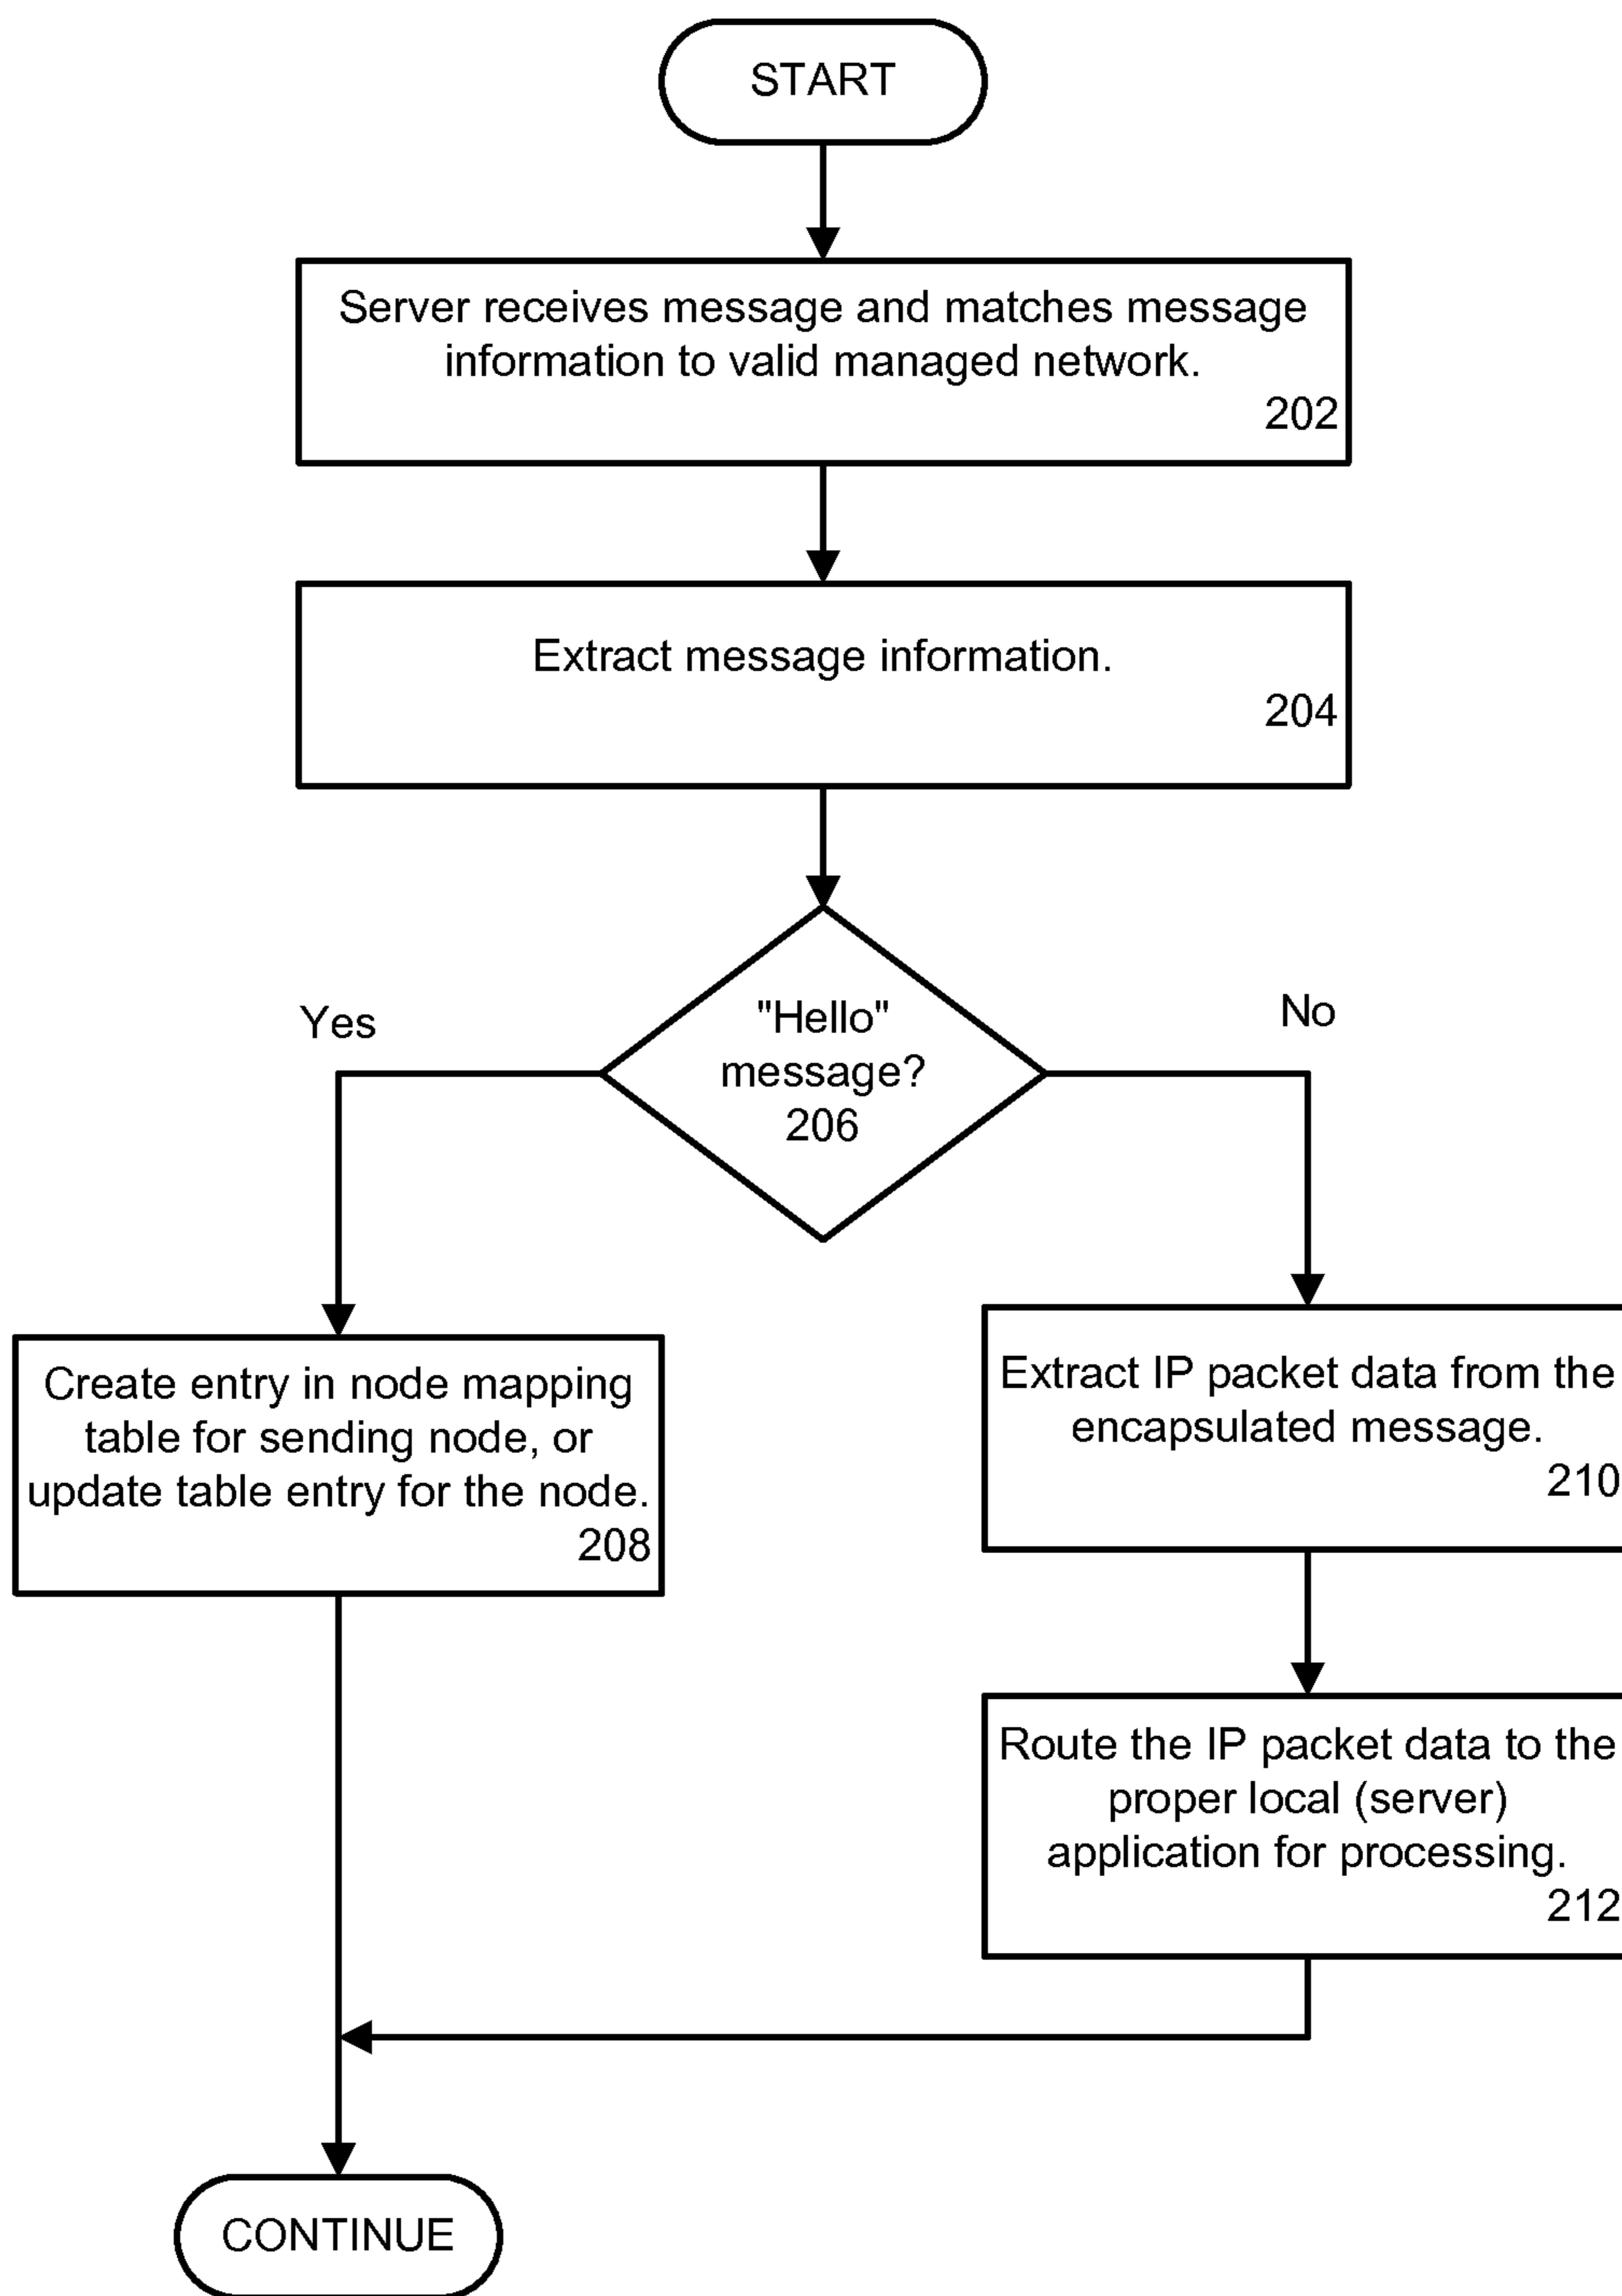 START
Server receives message and matches message
information to valid managed network.
202
Extract message information.
204
Yes
"Hello"
message?
206
No
Create entry in node mapping
table for sending node, or
update table entry for the node.
208
Extract IP packet data from the
encapsulated message.
210
Route the IP packet data to the
proper local (server)
application for processing.
212
CONTINUE